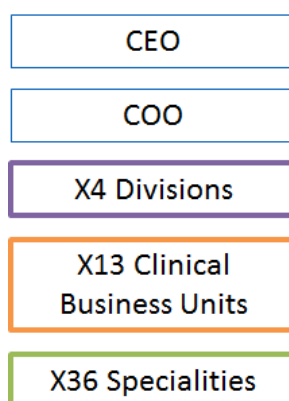 CEO
COO
X4 Divisions
X13 Clinical
Business Units
X36 Specialities